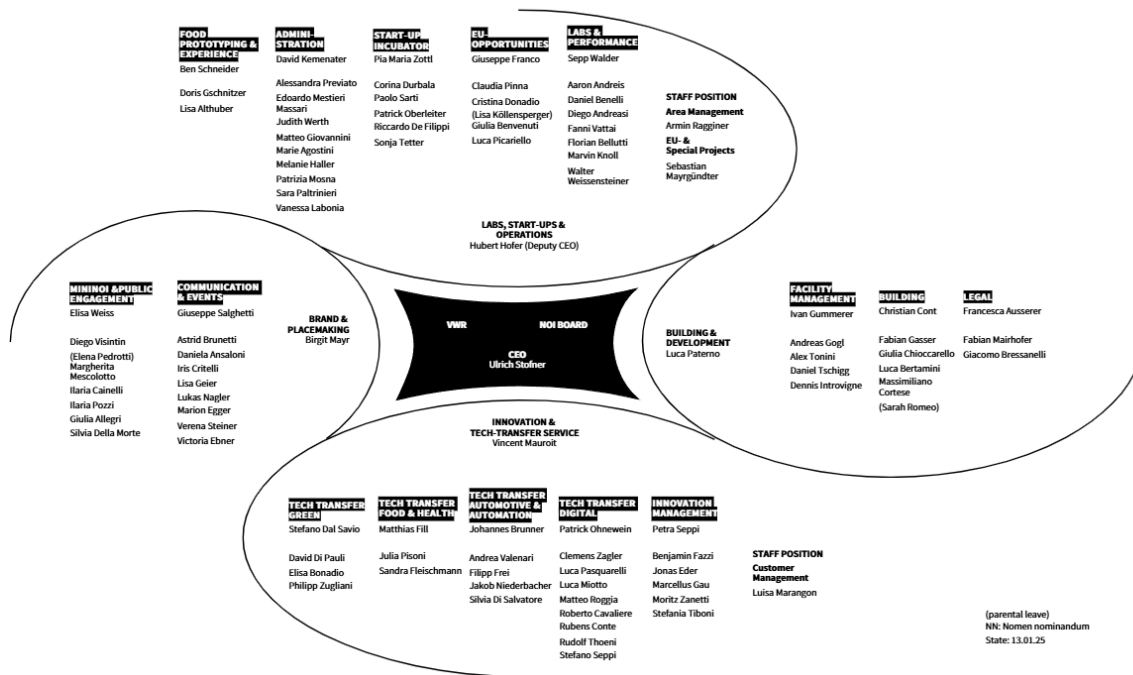 FOOD
PROTOTYPING &
EXPERIENCE
Ben Schneider
Doris Gschnitzer
Lisa Althuber
ADMINI-
STRATION
David Kemenater
Alessandra Previato
Edoardo Mestieri
Massari
Judith Werth
Matteo Giovannini
Marie Agostini
Melanie Haller
Patrizia Mosna
Sara Paltrinieri
Vanessa Labonia
START-UP
INCUBATOR
Pia Maria Zottl
Corina Durbala
Paolo Sarti
Patrick Oberleiter
Riccardo De Filippi
Sonja Tetter
EU-
OPPORTUNITIES
Giuseppe Franco
Claudia Pinna
Cristina Donadio
(Lisa Köllensperger)
Giulia Benvenuti
Luca Picariello
LABS &
PERFORMANCE
Sepp Walder
Aaron Andreis
Daniel Benelli
Diego Andreasi
Fanni Vattai
Florian Bellutti
Marvin Knoll
Walter
Weissensteiner
STAFF POSITION
Area Management
Armin Ragginer
EU- &
Special Projects
Sebastian
Mayrgündter
LABS, START-UPS &
OPERATIONS
Hubert Hofer (Deputy CEO)
MININOI &PUBLIC
ENGAGEMENT
Elisa Weiss
Diego Visintin
(Elena Pedrotti)
Margherita
Mescolotto
Ilaria Cainelli
Ilaria Pozzi
Giulia Allegri
Silvia Della Morte
COMMUNICATION
& EVENTS
Giuseppe Salghetti
Astrid Brunetti
Daniela Ansaloni
Iris Critelli
Lisa Geier
Lukas Nagler
Marion Egger
Verena Steiner
Victoria Ebner
BRAND &
PLACEMAKING
Birgit Mayr
VWR
NOI BOARD
CEO
Ulrich Stofner
BUILDING &
DEVELOPMENT
Luca Paterno
FACILITY
MANAGEMENT
Ivan Gummerer
Andreas Gogl
Alex Tonini
Daniel Tschigg
Dennis Introvigne
BUILDING
Christian Cont
Fabian Gasser
Giulia Chioccarello
Luca Bertamini
Massimiliano
Cortese
(Sarah Romeo)
LEGAL
Francesca Ausserer
Fabian Mairhofer
Giacomo Bressanelli
INNOVATION &
TECH-TRANSFER SERVICE
Vincent Mauroit
TECH TRANSFER
GREEN
Stefano Dal Savio
David Di Pauli
Elisa Bonadio
Philipp Zugliani
TECH TRANSFER
FOOD & HEALTH
Matthias Fill
Julia Pisoni
Sandra Fleischmann
TECH TRANSFER
AUTOMOTIVE &
AUTOMATION
Johannes Brunner
Andrea Valenari
Filipp Frei
Jakob Niederbacher
Silvia Di Salvatore
TECH TRANSFER
DIGITAL
Patrick Ohnewein
Clemens Zagler
Luca Pasquarelli
Luca Miotto
Matteo Roggia
Roberto Cavaliere
Rubens Conte
Rudolf Thoeni
Stefano Seppi
INNOVATION
MANAGEMENT
Petra Seppi
Benjamin Fazzi
Jonas Eder
Marcellus Gau
Moritz Zanetti
Stefania Tiboni
STAFF POSITION
Customer
Management
Luisa Marangon
(parental leave)
NN: Nomen nominandum
State: 13.01.25